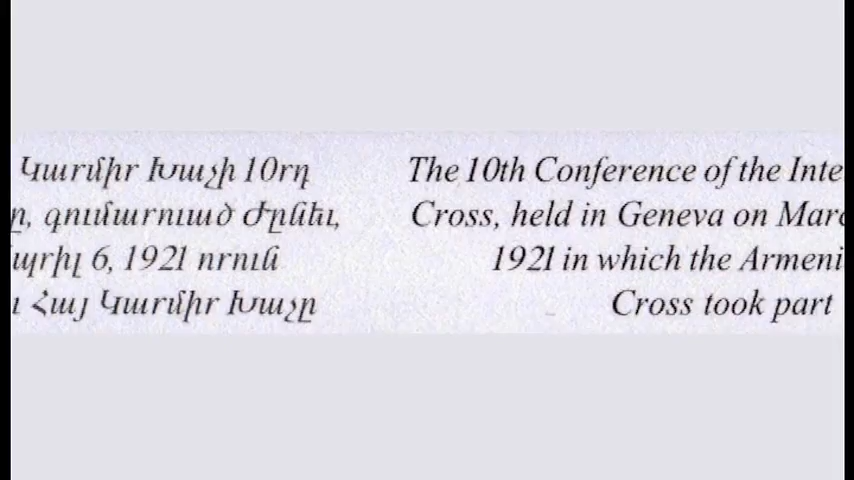 Կարմիր Խաչի 10րդ
գումարուած Ժընեւ,
6, 1921 որուն
Հայ Կարմիր Խաչը
The 10th Conference of the
Cross, held in Geneva on
1921 in which the
Cross took part